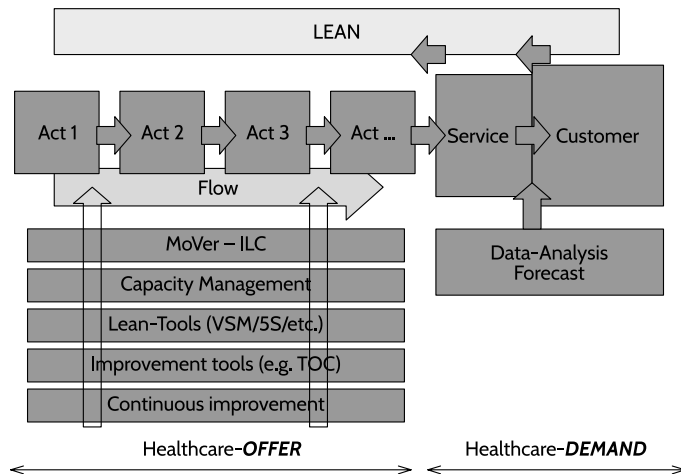 LEAN
Act 1
Act 2
Act 3
Act ...
Service
Customer
Flow
MoVer – ILC
Capacity Management
Lean-Tools (VSM/5S/etc.)
Improvement tools (e.g. TOC)
Continuous improvement
Data-Analysis
Forecast
Healthcare-OFFER
Healthcare-DEMAND